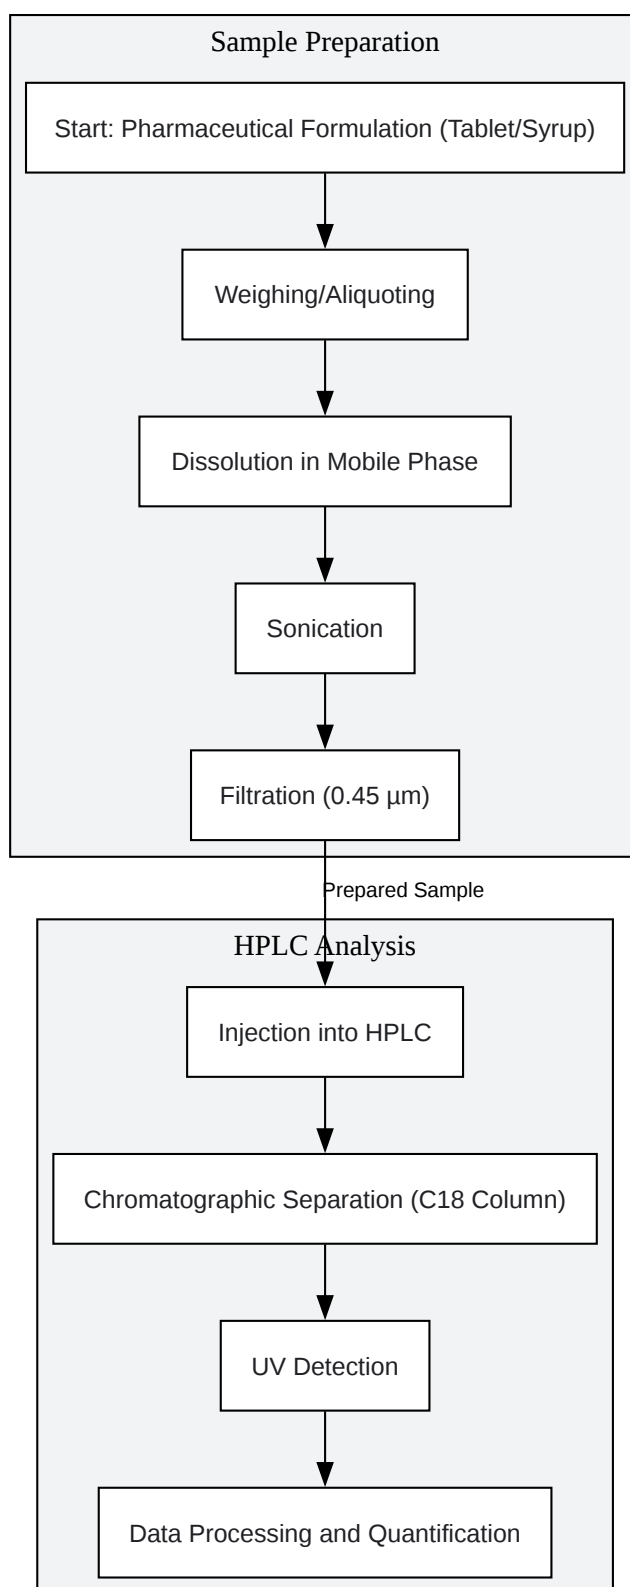 Sample Preparation
Start: Pharmaceutical Formulation (Tablet/Syrup)
Weighing/Aliquoting
Dissolution in Mobile Phase
Sonication
Filtration (0.45 µm)
Prepared Sample
HPLC Analysis
Injection into HPLC
Chromatographic Separation (C18 Column)
UV Detection
Data Processing and Quantification